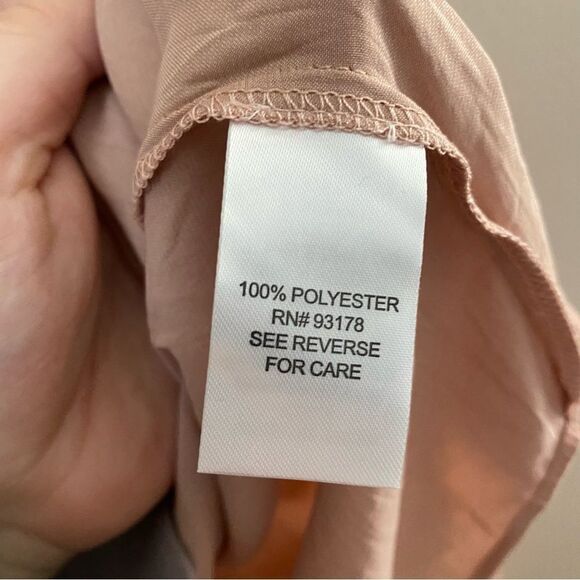 100% POLYESTER
RN# 93178
SEE REVERSE
FOR CARE